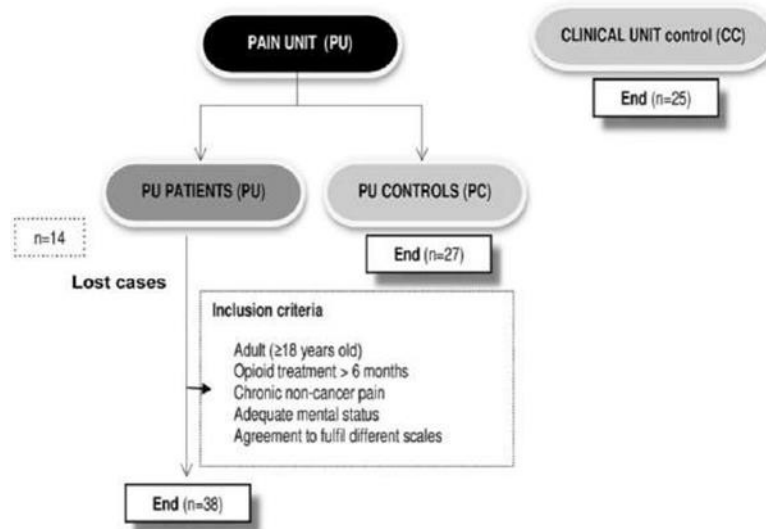 PAIN UNIT (PU)
CLINICAL UNIT control (CC)
End (n=25)
PU PATIENTS (PU)
PU CONTROLS (PC)
n=14
End (n=27)
Lost cases
Inclusion criteria
Adult (≥18 years old)
Opioid treatment > 6 months
Chronic non-cancer pain
Adequate mental status
Agreement to fulfil different scales
End (n=38)